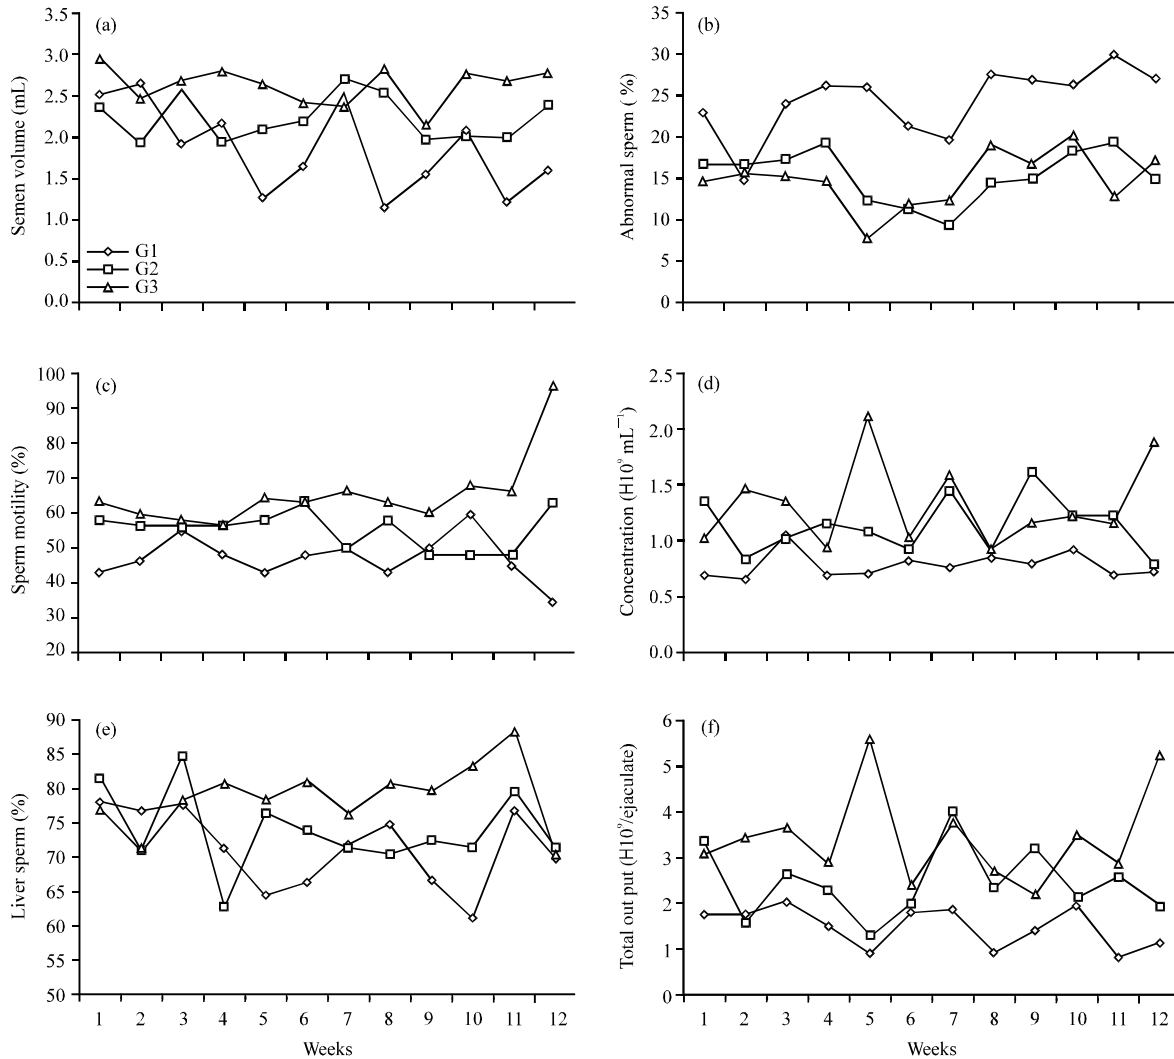 (a)
3.5
3.0
2.5
2.0
1.5
1.0
0.5
0.0
Semen volume (mL)
G1
G2
G3
(b)
35
30
25
20
15
10
5
0
Abnormal sperm ( %)
(c)
100
90
80
70
60
50
40
30
20
Sperm motility (%)
(d)
2.5
2.0
1.5
1.0
0.5
0.0
Concentration (H10⁹ mL⁻¹)
(e)
90
85
80
75
70
65
60
55
50
Liver sperm (%)
1 2 3 4 5 6 7 8 9 10 11 12
Weeks
(f)
6
5
4
3
2
1
0
Total out put (H10⁹/ejaculate)
1 2 3 4 5 6 7 8 9 10 11 12
Weeks